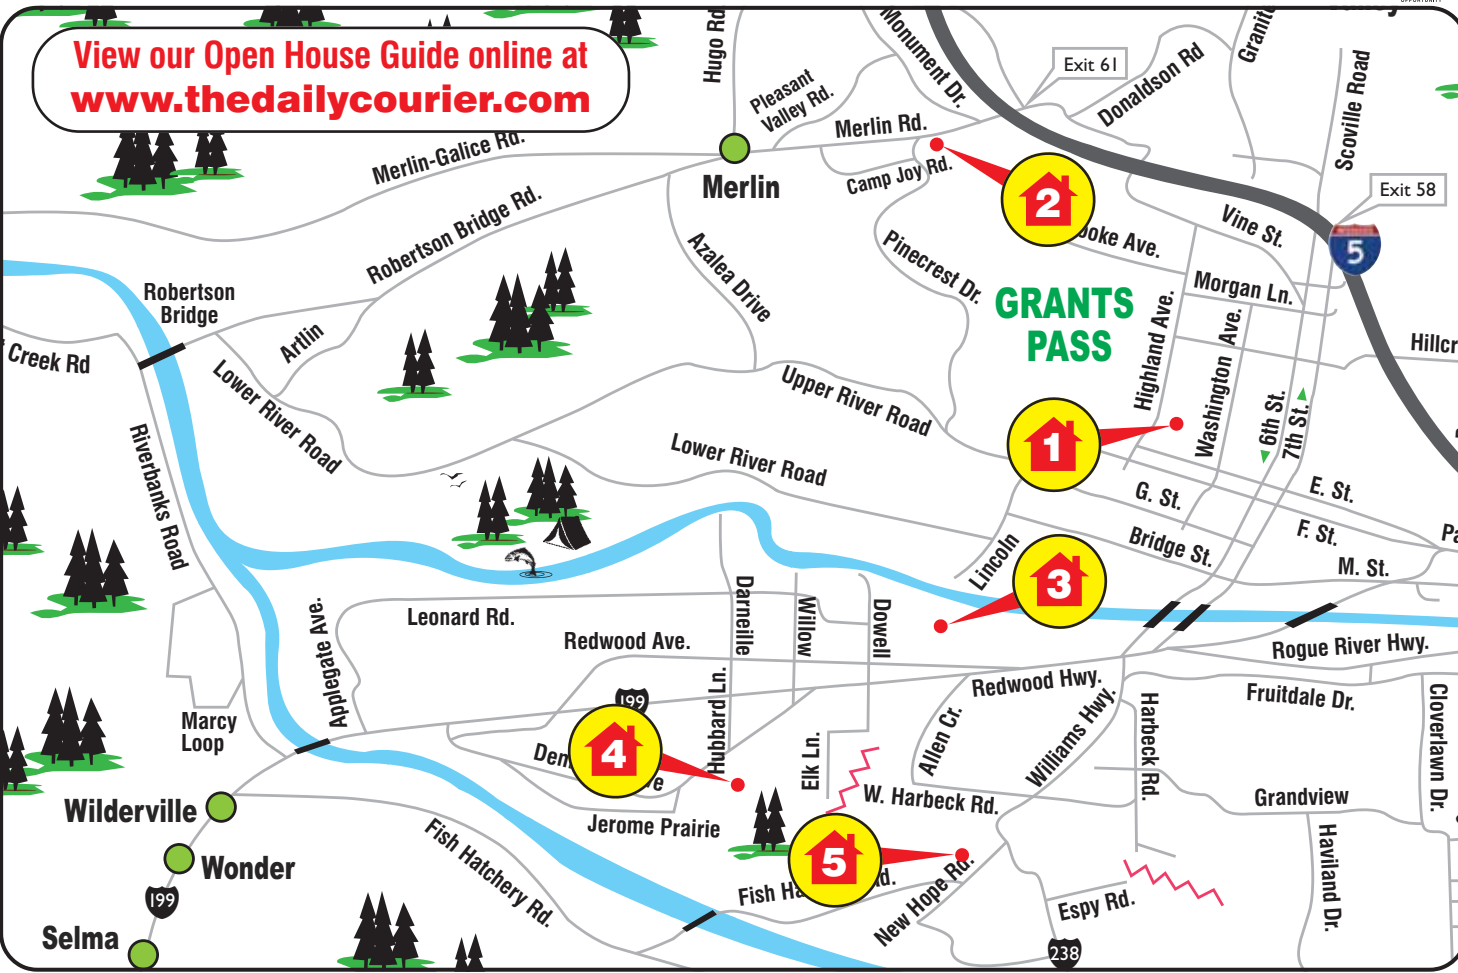 OPPORTUNITY
View our Open House Guide online at
www.thedailycourier.com
Hugo Rd
Monument Dr.
Exit 61
Donaldson Rd
Scoville Road
Pleasant
Valley Rd.
Merlin Rd.
Merlin-Galice Rd.
Merlin
Camp Joy Rd.
2
Exit 58
Vine St.
5
Robertson Bridge Rd.
Azalea Drive
Pinecrest Dr.
Morgan Ln.
GRANTS
PASS
Robertson
Bridge
Artlin
Creek Rd
Lower River Road
Highland Ave.
Washington Ave.
6th St.
7th St.
Upper River Road
1
Riverbanks Road
Lower River Road
G. St.
E. St.
F. St.
Bridge St.
M. St.
Lincoln
3
Leonard Rd.
Applegate Ave.
Redwood Ave.
Darneille
Willow
Dowell
Rogue River Hwy.
Redwood Hwy.
Fruitdale Dr.
Cloverlawn Dr.
199
Hubbard Ln.
Marcy
Loop
4
Elk Ln.
Allen Cr.
Williams Hwy.
Harbeck Rd.
W. Harbeck Rd.
Grandview
Jerome Prairie
Wilderville
Fish Hatchery Rd.
Haviland Dr.
Wonder
5
New Hope Rd.
Espy Rd.
199
Selma
238